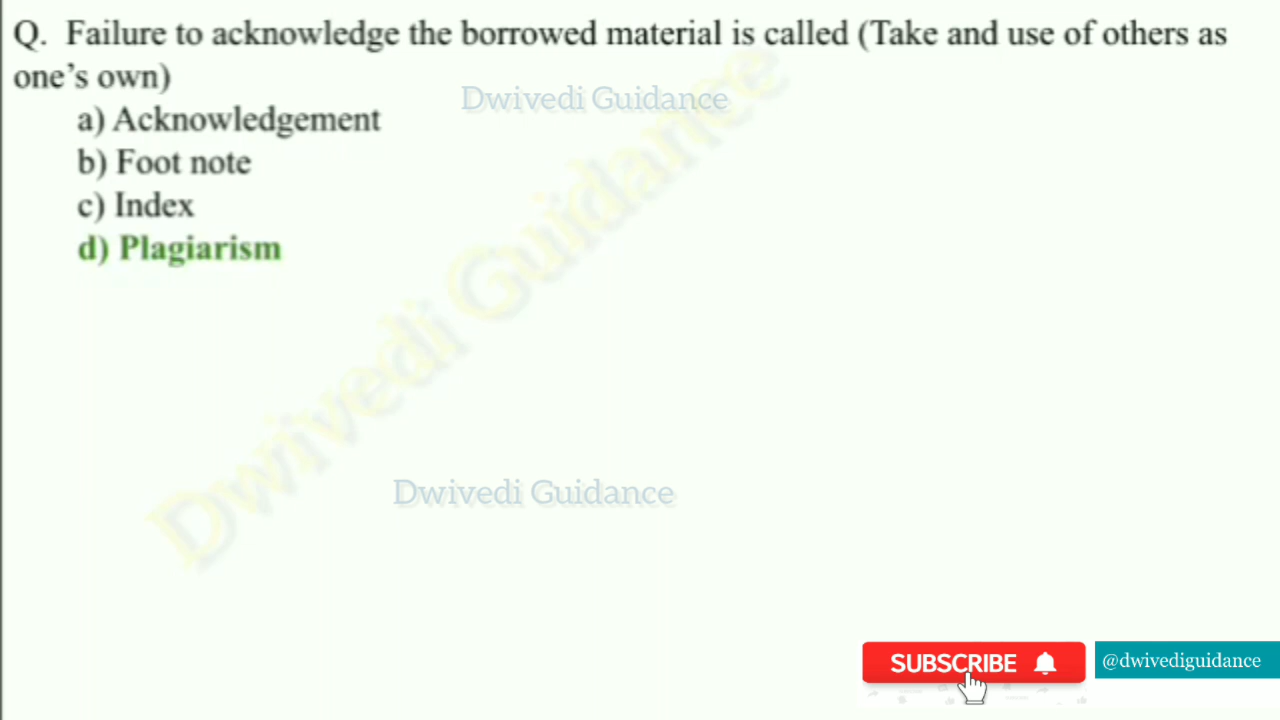 Q. Failure to acknowledge the borrowed material is called (Take and use of others as
one’s own)
Dwivedi Guidance
a) Acknowledgement
b) Foot note
c) Index
d) Plagiarism
Dwivedi Guidance
Dwivedi Guidance
SUBSCRIBE
@dwivediguidance